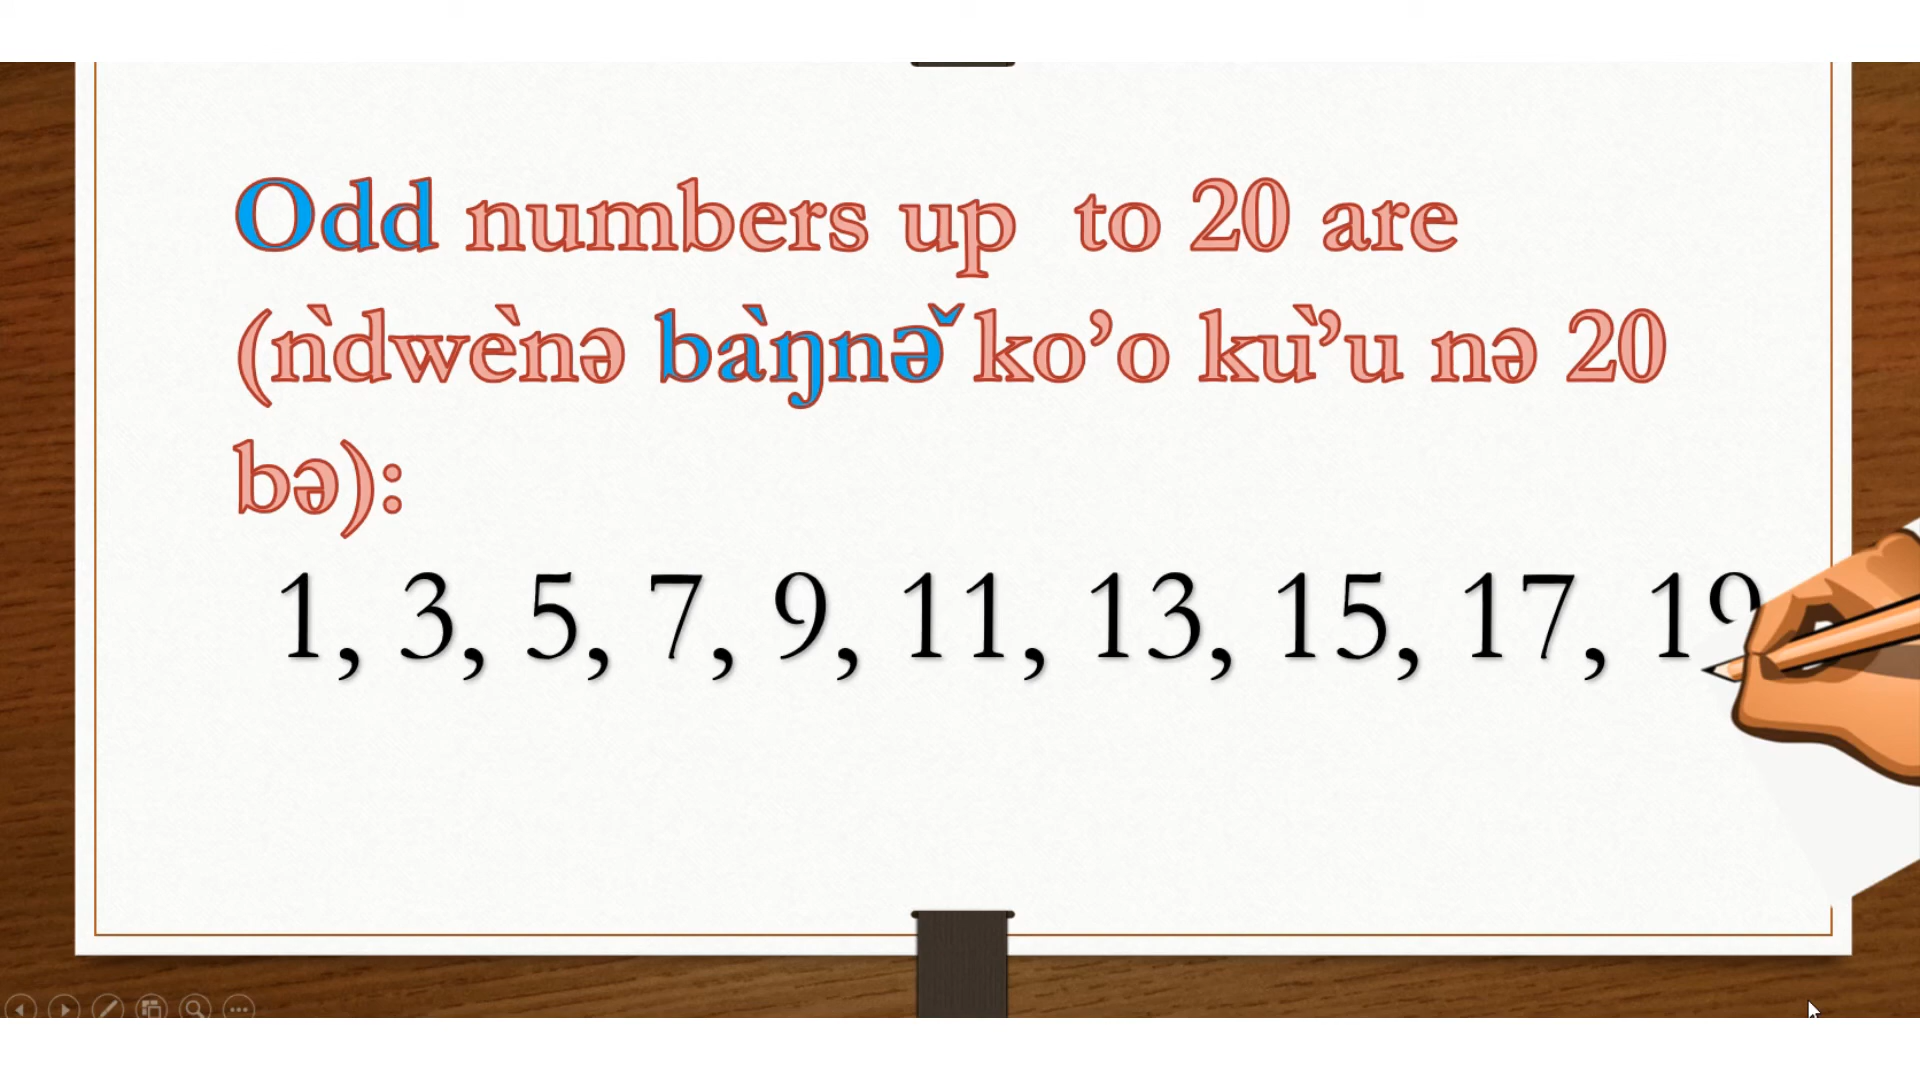 Odd numbers up to 20 are
(ǹdwènə bàŋnə̌ ko’o kù’u nə 20
bə):
1, 3, 5, 7, 9, 11, 13, 15, 17, 19